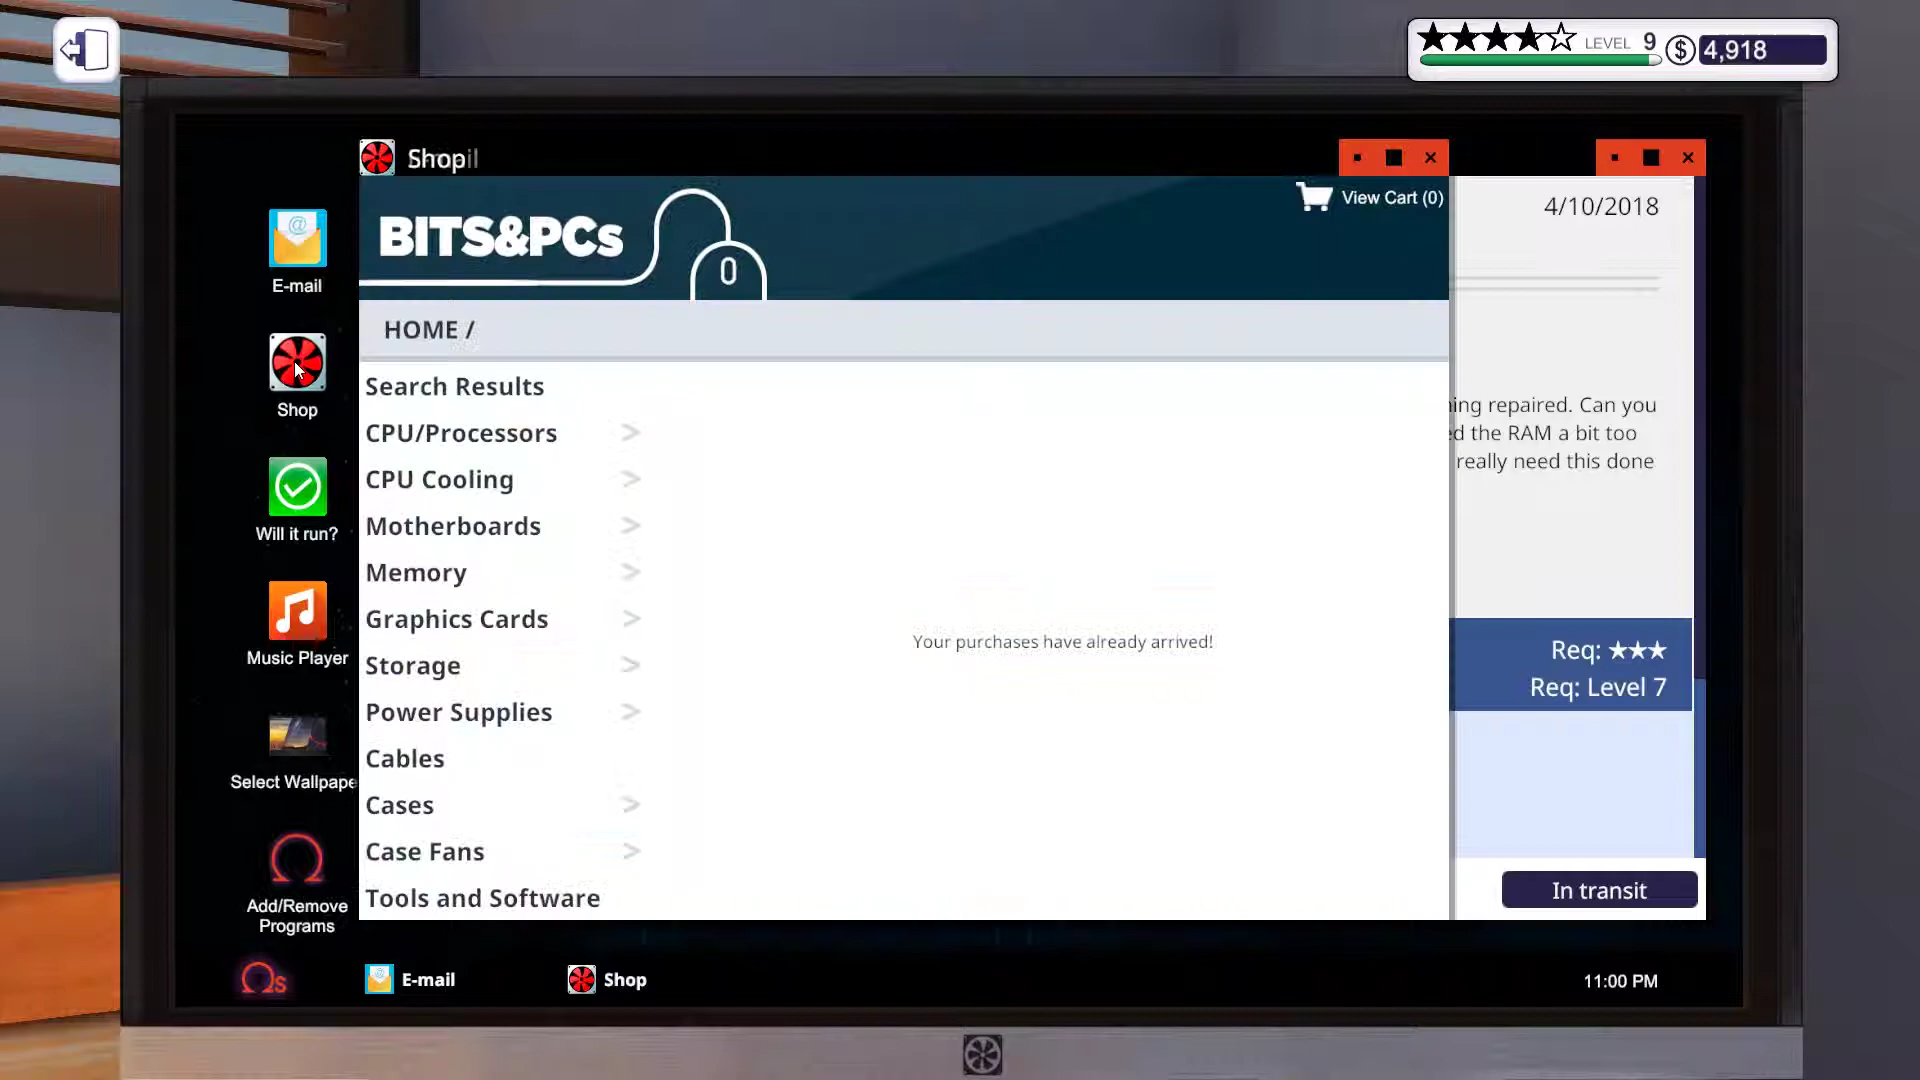 LEVEL 9
$ 4,918
Shop
View Cart (0)
BITS&PCs
HOME /
Search Results
CPU/Processors >
CPU Cooling >
Motherboards >
Memory >
Graphics Cards >
Storage >
Power Supplies >
Cables
Cases >
Case Fans >
Tools and Software
Your purchases have already arrived!
4/10/2018
ing repaired. Can you
the RAM a bit too
really need this done
Req: ★★★
Req: Level 7
In transit
E-mail
Shop
Will it run?
Music Player
Select Wallpape
Add/Remove
Programs
Ωs
E-mail
Shop
11:00 PM